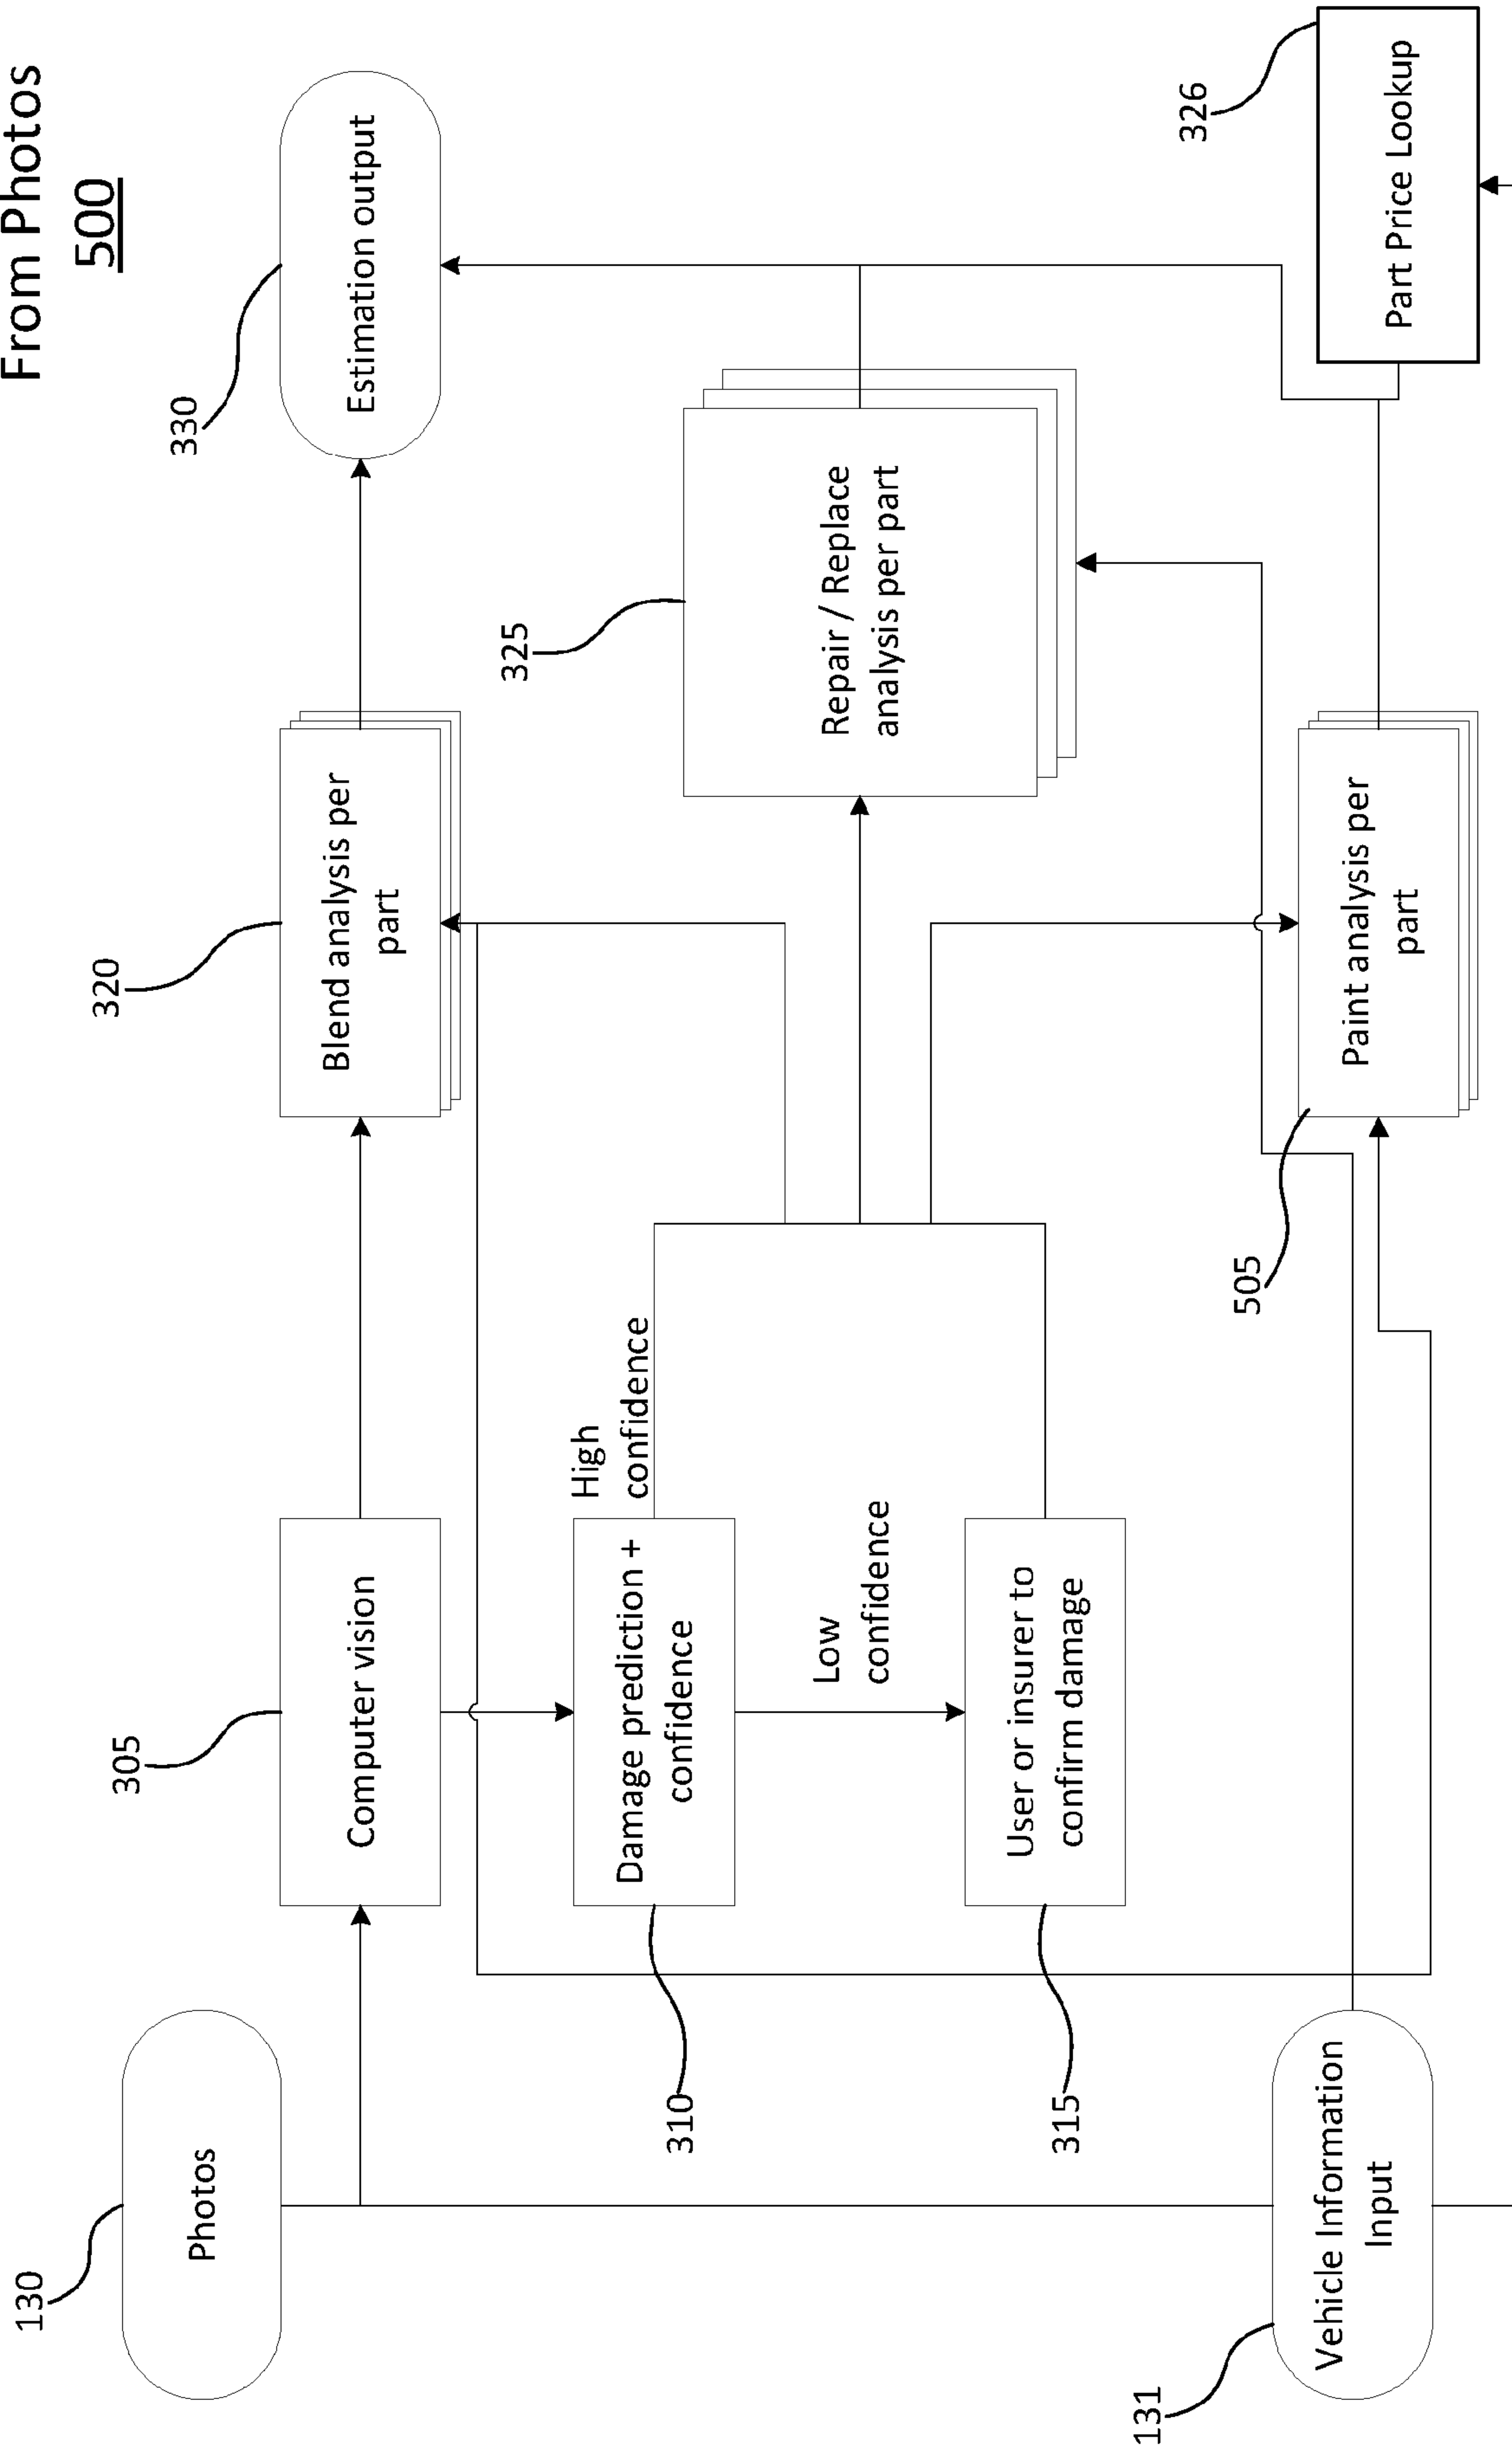 From Photos
500
130
Photos
305
Computer vision
320
Blend analysis per
part
330
Estimation output
310
Damage prediction +
confidence
High
confidence
Low
confidence
325
Repair / Replace
analysis per part
315
User or insurer to
confirm damage
131
Vehicle Information
Input
505
Paint analysis per
part
326
Part Price Lookup